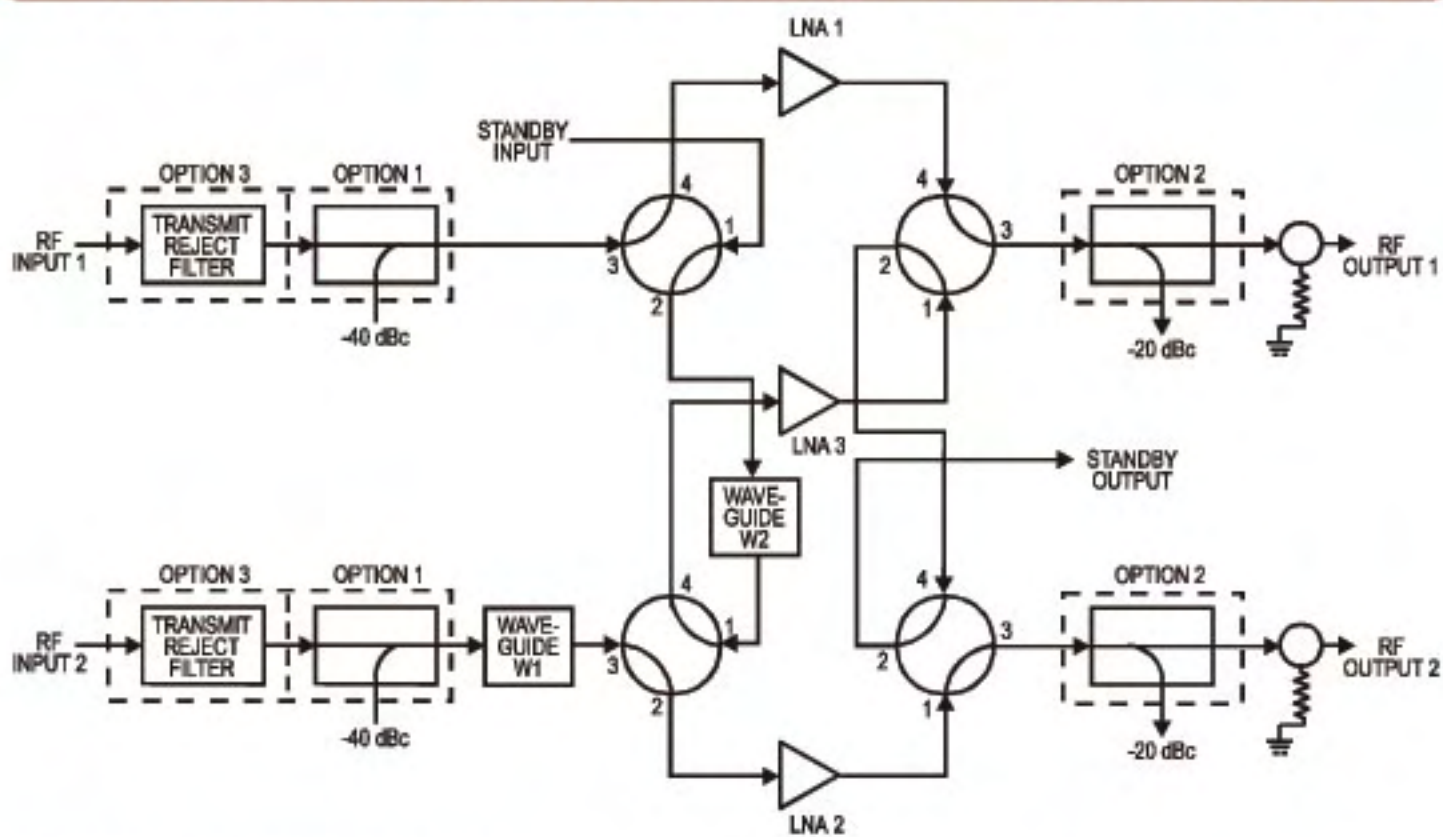 LNA 1
STANDBY
INPUT
OPTION 3
OPTION 1
OPTION 2
4
4
TRANSMIT
REJECT
FILTER
1
3
RF
INPUT 1
3
2
RF
OUTPUT 1
2
1
-40 dBc
-20 dBc
LNA 3
STANDBY
OUTPUT
WAVE-
GUIDE
W2
OPTION 3
OPTION 1
OPTION 2
4
4
TRANSMIT
REJECT
FILTER
WAVE-
GUIDE
W1
1
3
RF
INPUT 2
3
2
RF
OUTPUT 2
2
1
-40 dBc
-20 dBc
LNA 2